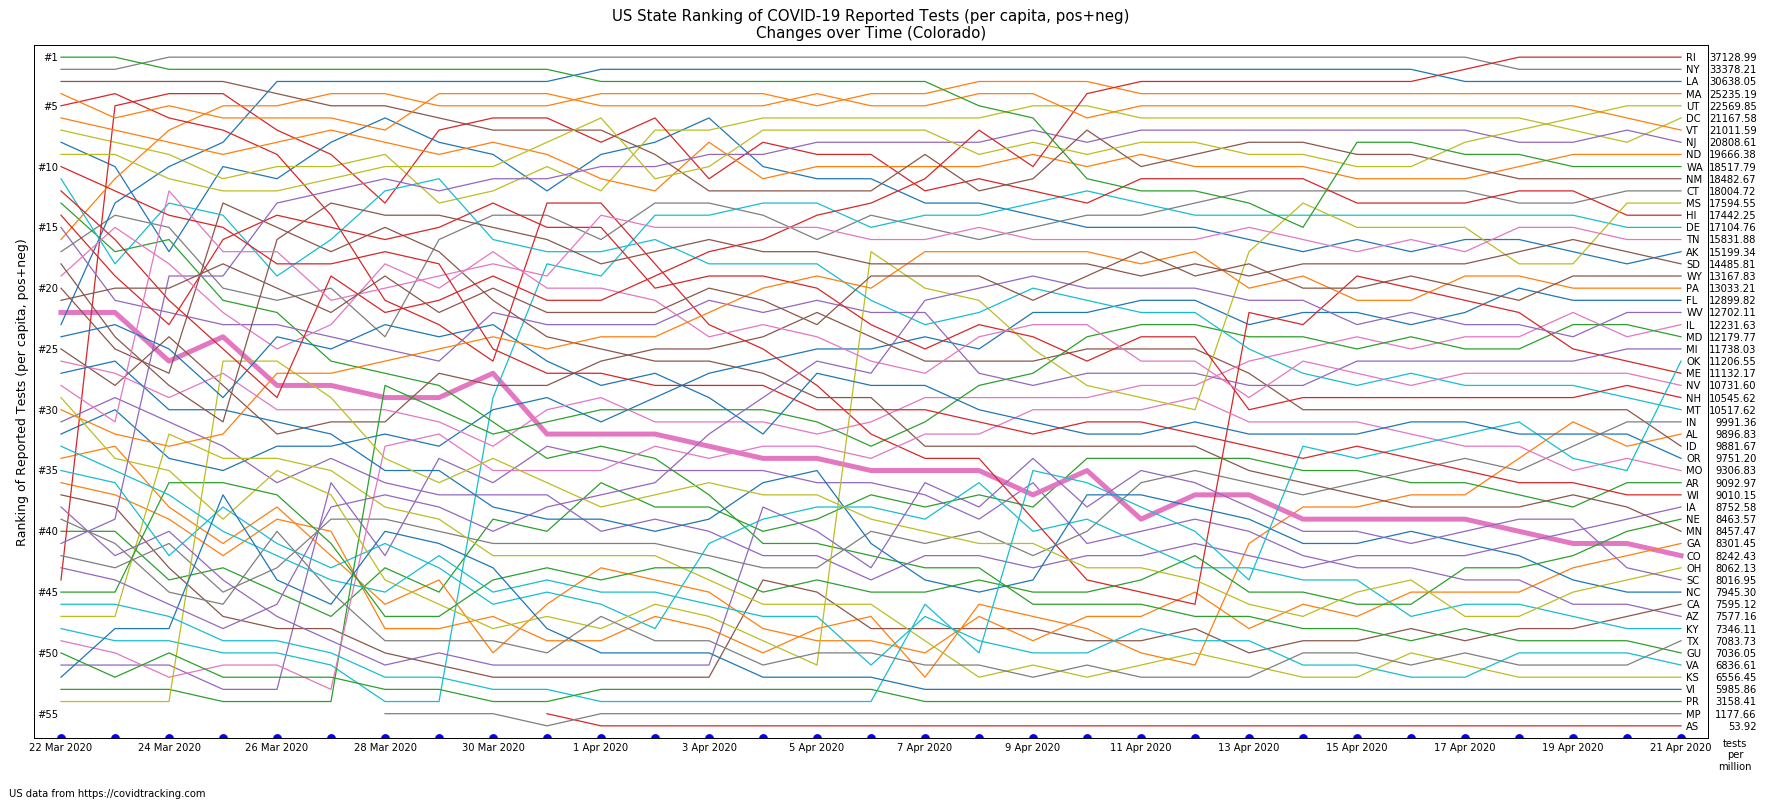 US State Ranking of COVID-19 Reported Tests (per capita, pos+neg)
Changes over Time (Colorado)
Ranking of Reported Tests (per capita, pos+neg)
#1
#5
#10
#15
#20
#25
#30
#35
#40
#45
#50
#55
RI 37128.99
NY 33378.21
LA 30638.05
MA 25235.19
UT 22569.85
DC 21167.58
VT 21011.59
NJ 20808.61
ND 19666.38
WA 18517.79
NM 18482.67
CT 18004.72
MS 17594.55
HI 17442.25
DE 17104.76
TN 15831.88
AK 15199.34
SD 14485.81
WY 13167.83
PA 13033.21
FL 12899.82
WV 12702.11
IL 12231.63
MD 12179.77
MI 11738.03
OK 11206.55
ME 11132.17
NV 10731.60
NH 10545.62
MT 10517.62
IN 9991.36
AL 9896.83
ID 9881.67
OR 9751.20
MO 9306.83
AR 9092.97
WI 9010.15
IA 8752.58
NE 8463.57
MN 8457.47
GA 8301.45
CO 8242.43
OH 8062.13
SC 8016.95
NC 7945.30
CA 7595.12
AZ 7577.16
KY 7346.11
TX 7083.73
GU 7036.05
VA 6836.61
KS 6556.45
VI 5985.86
PR 3158.41
MP 1177.66
AS 53.92
22 Mar 2020
24 Mar 2020
26 Mar 2020
28 Mar 2020
30 Mar 2020
1 Apr 2020
3 Apr 2020
5 Apr 2020
7 Apr 2020
9 Apr 2020
11 Apr 2020
13 Apr 2020
15 Apr 2020
17 Apr 2020
19 Apr 2020
21 Apr 2020
tests
per
million
US data from https://covidtracking.com